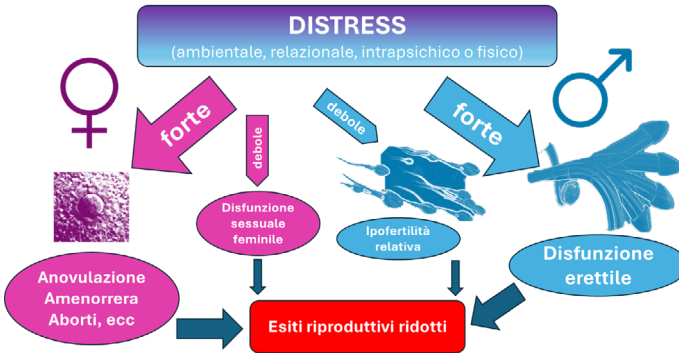 DISTRESS
(ambientale, relazionale, intrapsichico o fisico)
forte
debole
debole
forte
Disfunzione
sessuale
feminile
Ipofertilità
relativa
Disfunzione
erettile
Anovulazione
Amenorrera
Aborti, ecc
Esiti riproduttivi ridotti